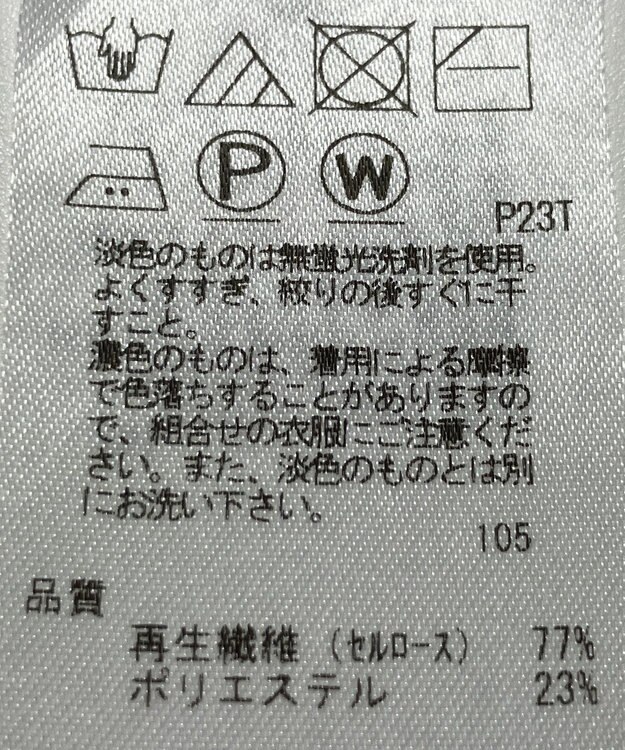 P
W
P23T
淡色のものは無蛍光洗剤を使用。
よくすすぎ、絞りの後すぐに干
すこと。
濃色のものは、着用による摩擦
で色落ちすることがありますの
で、組合せの衣服にご注意くだ
さい。また、淡色のものとは別
にお洗い下さい。
105
品質
再生繊維（セルロース） 77%
ポリエステル 23%